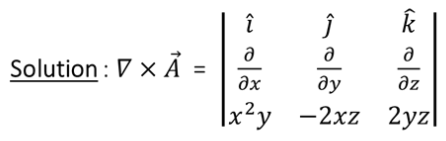 Solution : ∇ × A⃗ = | î ĵ k̂ |
| ∂/∂x ∂/∂y ∂/∂z |
| x²y −2xz 2yz |